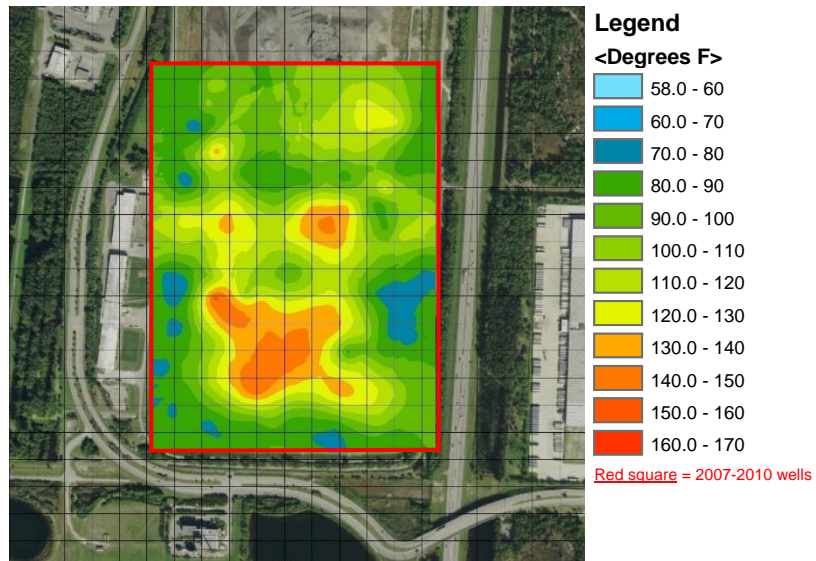 Legend
<Degrees F>
58.0 - 60
60.0 - 70
70.0 - 80
80.0 - 90
90.0 - 100
100.0 - 110
110.0 - 120
120.0 - 130
130.0 - 140
140.0 - 150
150.0 - 160
160.0 - 170
Red square = 2007-2010 wells